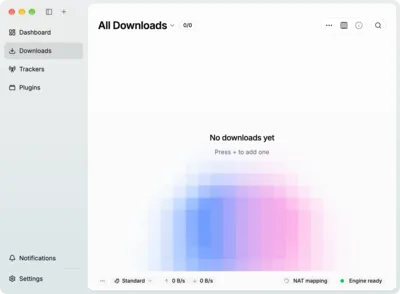 All Downloads
0/0
Dashboard
Downloads
Trackers
Plugins
No downloads yet
Press + to add one
Notifications
Settings
Standard
0 B/s
0 B/s
NAT mapping
Engine ready